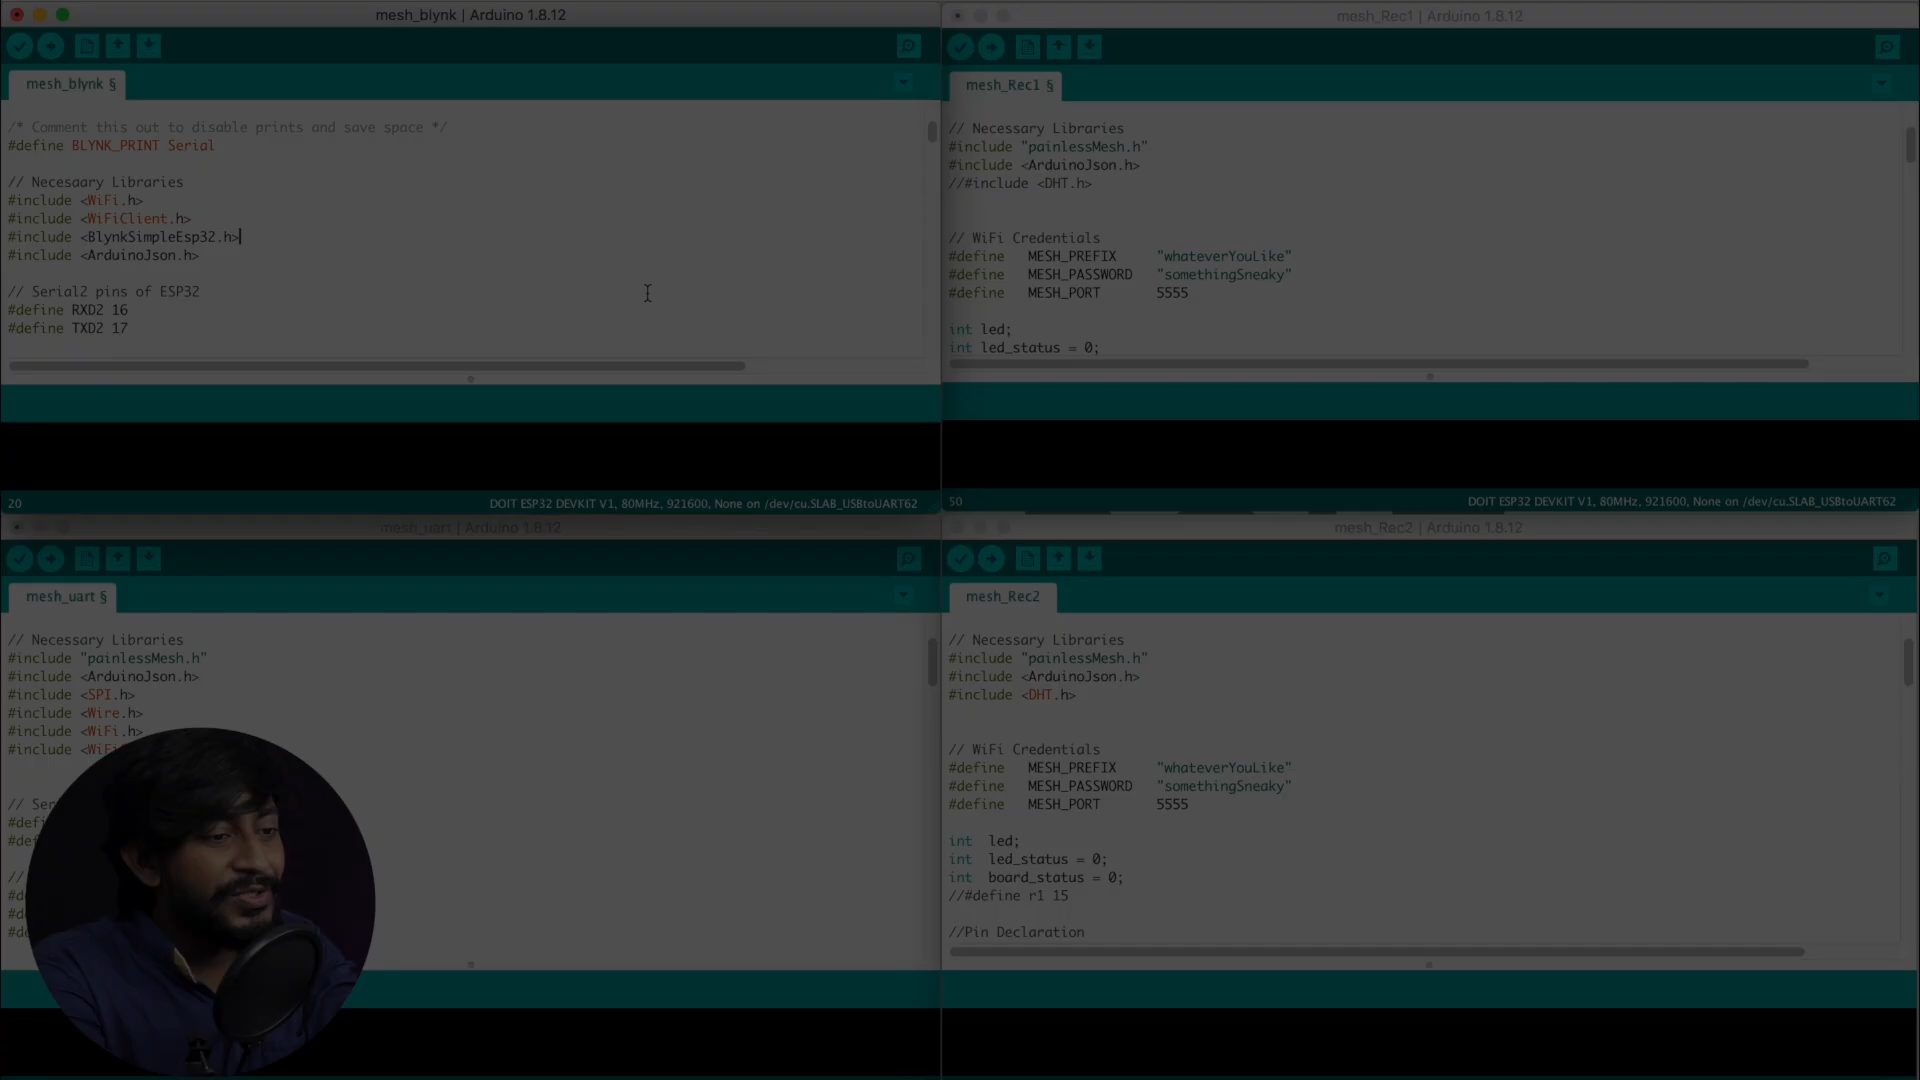 mesh_blynk | Arduino 1.8.12
mesh_blynk §
/* Comment this out to disable prints and save space */
#define BLYNK_PRINT Serial
// Necesaary Libraries
#include <WiFi.h>
#include <WiFiClient.h>
#include <BlynkSimpleEsp32.h>
#include <ArduinoJson.h>
// Serial2 pins of ESP32
#define RXD2 16
#define TXD2 17
20
DOIT ESP32 DEVKIT V1, 80MHz, 921600, None on /dev/cu.SLAB_USBtoUART62
mesh_Rec1 | Arduino 1.8.12
mesh_Rec1 §
// Necessary Libraries
#include "painlessMesh.h"
#include <ArduinoJson.h>
//#include <DHT.h>
// WiFi Credentials
#define MESH_PREFIX "whateverYouLike"
#define MESH_PASSWORD "somethingSneaky"
#define MESH_PORT 5555
int led;
int led_status = 0;
50
DOIT ESP32 DEVKIT V1, 80MHz, 921600, None on /dev/cu.SLAB_USBtoUART62
mesh_uart | Arduino 1.8.12
mesh_uart §
// Necessary Libraries
#include "painlessMesh.h"
#include <ArduinoJson.h>
#include <SPI.h>
#include <Wire.h>
#include <WiFi.h>
#include <WiF
// Ser
#defi
#def
//
#de
#d
#de
mesh_Rec2 | Arduino 1.8.12
mesh_Rec2
// Necessary Libraries
#include "painlessMesh.h"
#include <ArduinoJson.h>
#include <DHT.h>
// WiFi Credentials
#define MESH_PREFIX "whateverYouLike"
#define MESH_PASSWORD "somethingSneaky"
#define MESH_PORT 5555
int led;
int led_status = 0;
int board_status = 0;
//#define r1 15
//Pin Declaration